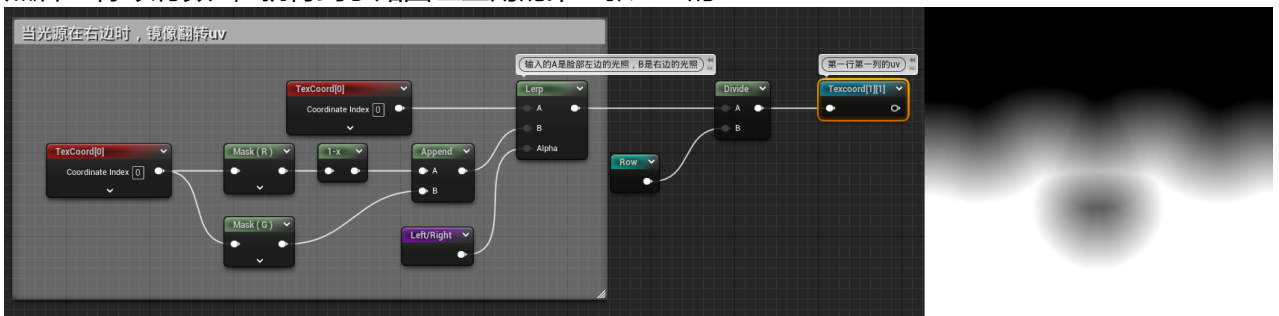 当光源在右边时，镜像翻转uv
输入的A是脸部左边的光照，B是右边的光照
第一行第一列的uv
TexCoord[0]
Coordinate Index 0
Lerp
A
B
Alpha
Divide
A
B
Texcoord[1][1]
TexCoord[0]
Coordinate Index 0
Mask ( R )
1-x
Append
A
B
Row
Mask ( G )
Left/Right